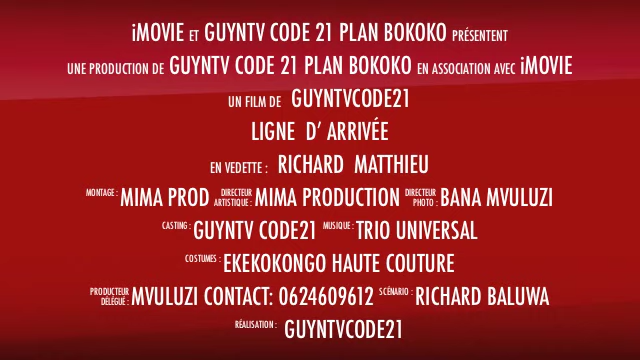 iMOVIE ET GUYNTV CODE 21 PLAN BOKOKO PRÉSENTENT
UNE PRODUCTION DE GUYNTV CODE 21 PLAN BOKOKO EN ASSOCIATION AVEC iMOVIE
UN FILM DE GUYNTVCODE21
LIGNE D' ARRIVÉE
EN VEDETTE : RICHARD MATTHIEU
MONTAGE : MIMA PROD DIRECTEUR ARTISTIQUE : MIMA PRODUCTION DIRECTEUR PHOTO : BANA MVULUZI
CASTING : GUYNTV CODE21 MUSIQUE : TRIO UNIVERSAL
COSTUMES : EKEKOKONGO HAUTE COUTURE
PRODUCTEUR DÉLÉGUÉ : MVULUZI CONTACT: 0624609612 SCÉNARIO : RICHARD BALUWA
RÉALISATION : GUYNTVCODE21